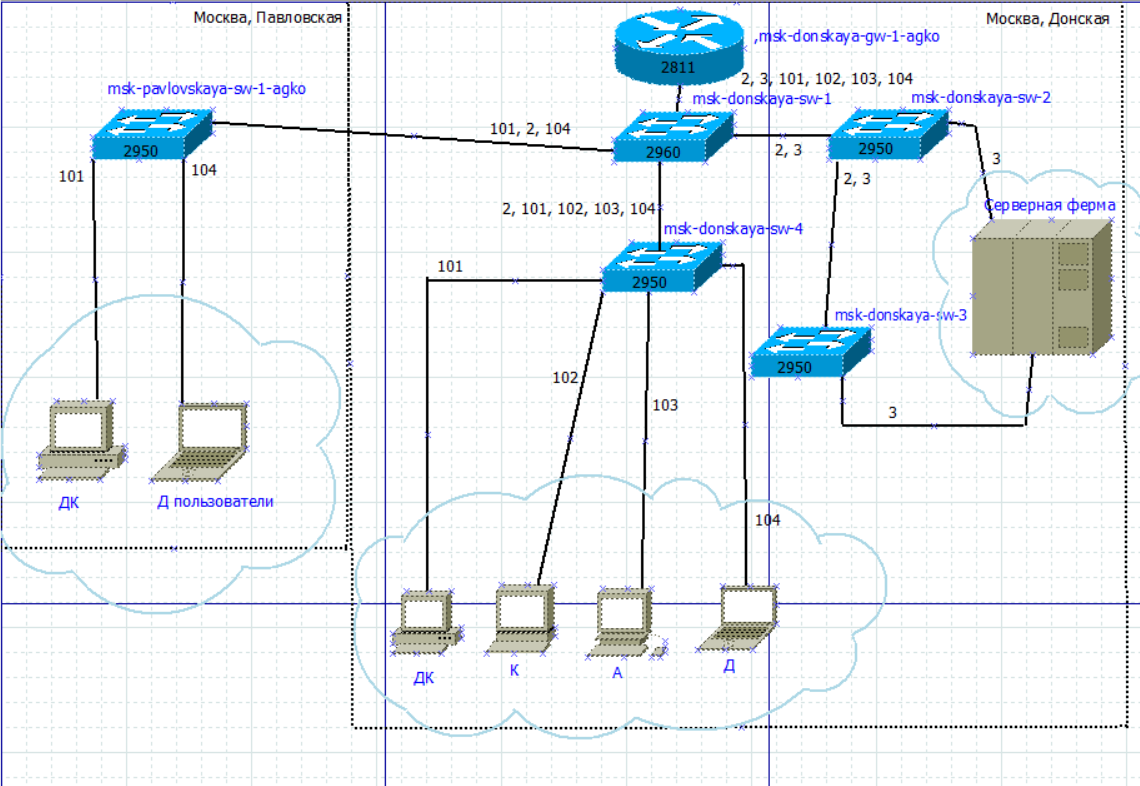 Москва, Павловская
Москва, Донская
,msk-donskaya-gw-1-agko
2811
2, 3, 101, 102, 103, 104
msk-pavlovskaya-sw-1-agko
msk-donskaya-sw-1
msk-donskaya-sw-2
2950
101, 2, 104
2960
2, 3
2950
3
101
104
2, 3
2, 101, 102, 103, 104
Серверная ферма
msk-donskaya-sw-4
101
2950
msk-donskaya-sw-3
2950
102
103
3
ДК
Д пользователи
104
ДК
К
А
Д